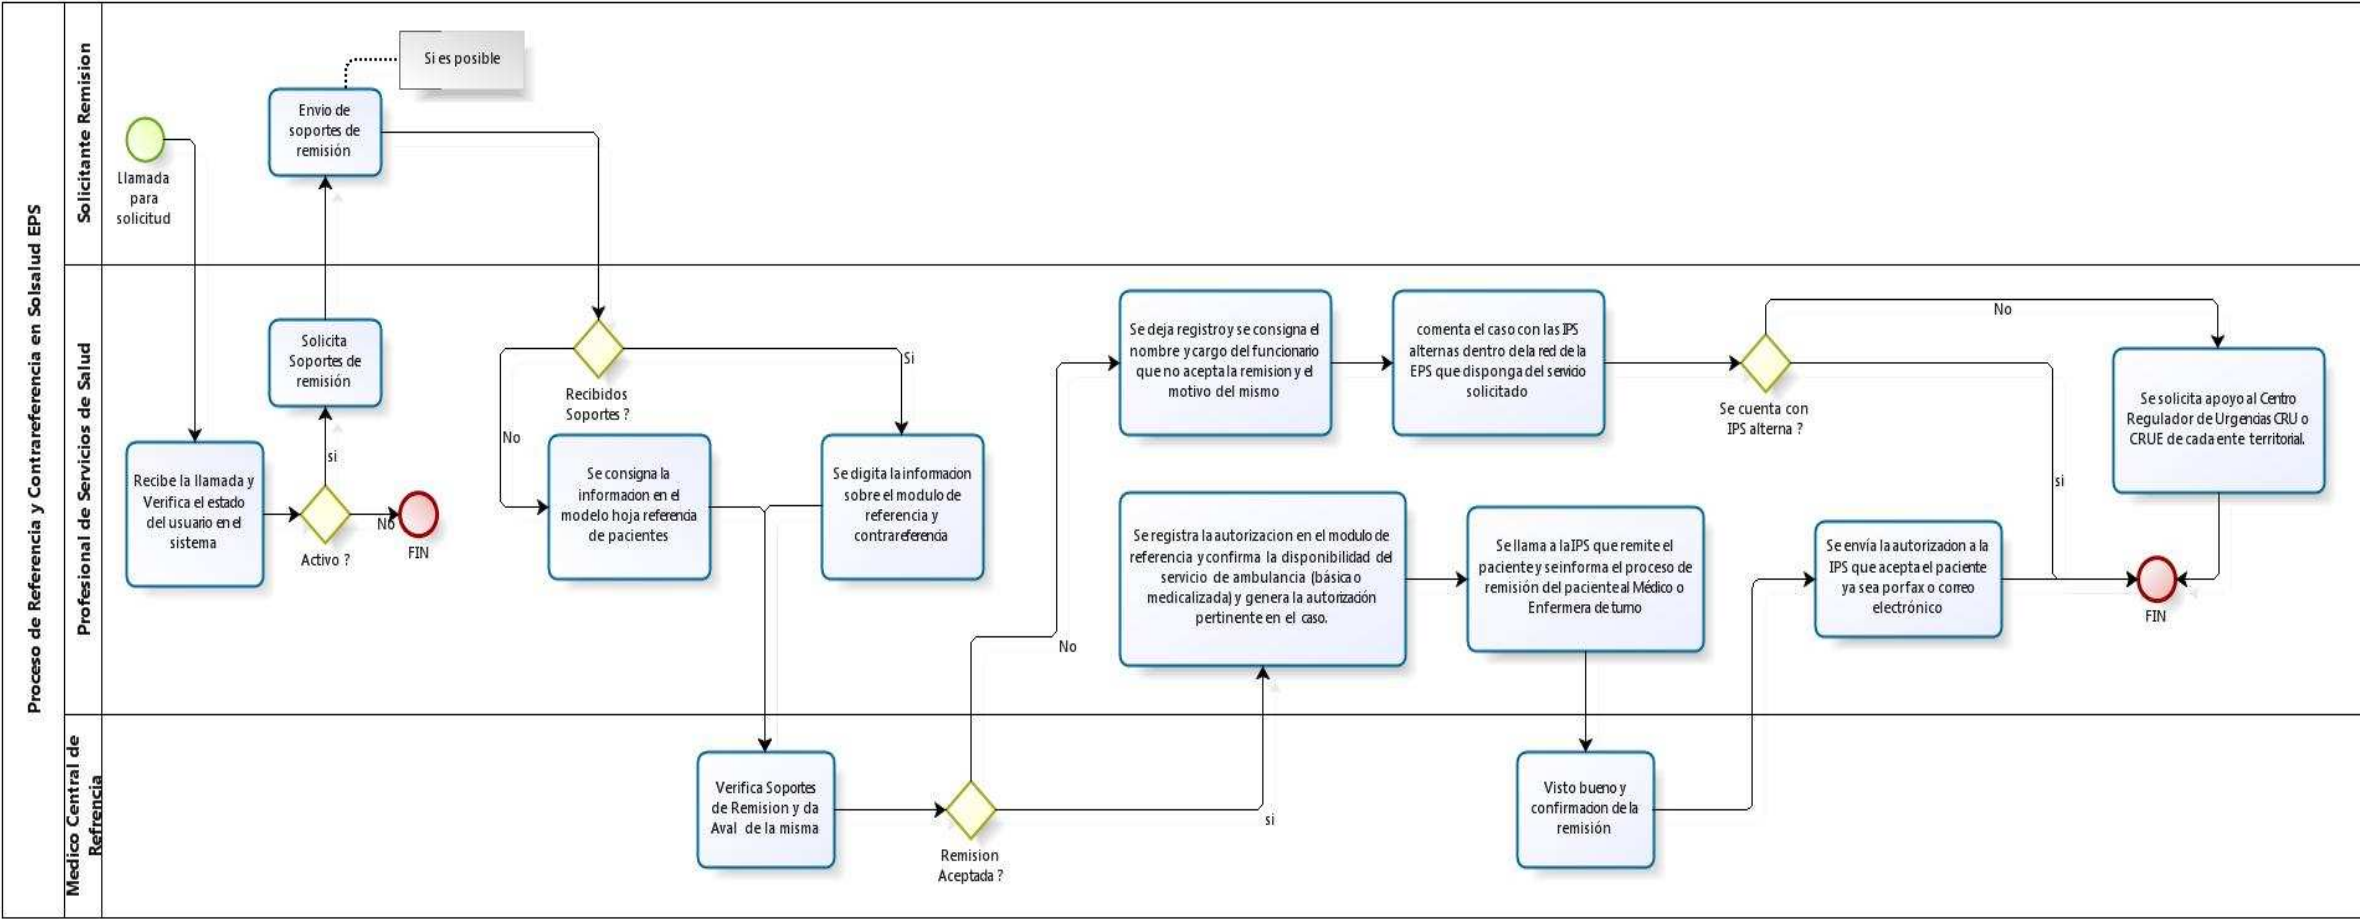 Proceso de Referencia y Contrareferencia en Solsalud EPS
Solicitante Remision
Llamada
para
solicitud
Envio de
soportes de
remisión
Si es posible
Profesional de Servicios de Salud
Recibe la llamada y
Verifica el estado
del usuario en el
sistema
Activo ?
si
No
FIN
Solicita
Soportes de
remisión
Recibidos
Soportes ?
No
Si
Se consigna la
informacion en el
modelo hoja referencia
de pacientes
Se digita la informacion
sobre el modulo de
referencia y
contrareferencia
No
Se deja registro y se consigna el
nombre y cargo del funcionario
que no acepta la remision y el
motivo del mismo
comenta el caso con las IPS
alternas dentro de la red de la
EPS que disponga del servicio
solicitado
Se cuenta con
IPS alterna ?
No
si
Se solicita apoyo al Centro
Regulador de Urgencias CRU o
CRUE de cada ente territorial.
Se registra la autorizacion en el modulo de
referencia y confirma la disponibilidad del
servicio de ambulancia (básica o
medicalizada) y genera la autorización
pertinente en el caso.
Se llama a la IPS que remite el
paciente y se informa el proceso de
remisión del paciente al Médico o
Enfermera de turno
Se envía la autorizacion a la
IPS que acepta el paciente
ya sea por fax o correo
electrónico
FIN
Medico Central de
Refrencia
Verifica Soportes
de Remision y da
Aval de la misma
Remision
Aceptada ?
si
Visto bueno y
confirmacion de la
remisión